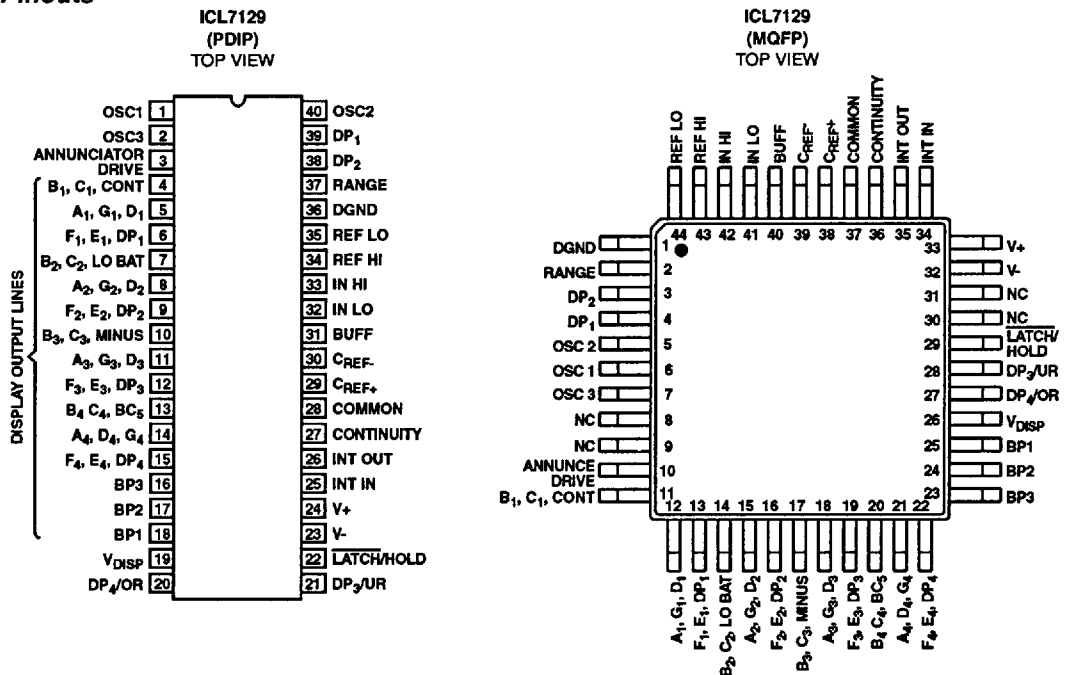 Pinouts
ICL7129
(PDIP)
TOP VIEW
OSC1 1
OSC3 2
ANNUNCIATOR
DRIVE 3
B1, C1, CONT 4
A1, G1, D1 5
F1, E1, DP1 6
B2, C2, LO BAT 7
A2, G2, D2 8
F2, E2, DP2 9
B3, C3, MINUS 10
A3, G3, D3 11
F3, E3, DP3 12
B4 C4, BC5 13
A4, D4, G4 14
F4, E4, DP4 15
BP3 16
BP2 17
BP1 18
VDISP 19
DP4/OR 20
DISPLAY OUTPUT LINES
40 OSC2
39 DP1
38 DP2
37 RANGE
36 DGND
35 REF LO
34 REF HI
33 IN HI
32 IN LO
31 BUFF
30 CREF-
29 CREF+
28 COMMON
27 CONTINUITY
26 INT OUT
25 INT IN
24 V+
23 V-
22 LATCH/HOLD
21 DP3/UR
ICL7129
(MQFP)
TOP VIEW
REF LO
REF HI
IN HI
IN LO
BUFF
CREF-
CREF+
COMMON
CONTINUITY
INT OUT
INT IN
44 43 42 41 40 39 38 37 36 35 34
DGND 1
RANGE 2
DP2 3
DP1 4
OSC 2 5
OSC 1 6
OSC 3 7
NC 8
NC 9
ANNUNCE
DRIVE 10
B1, C1, CONT 11
33 V+
32 V-
31 NC
30 NC
29 LATCH/
HOLD
28 DP3/UR
27 DP4/OR
26 VDISP
25 BP1
24 BP2
23 BP3
12 13 14 15 16 17 18 19 20 21 22
A1, G1, D1
F1, E1, DP1
B2, C2, LO BAT
A2, G2, D2
F2, E2, DP2
B3, C3, MINUS
A3, G3, D3
F3, E3, DP3
B4 C4, BC5
A4, D4, G4
F4, E4, DP4